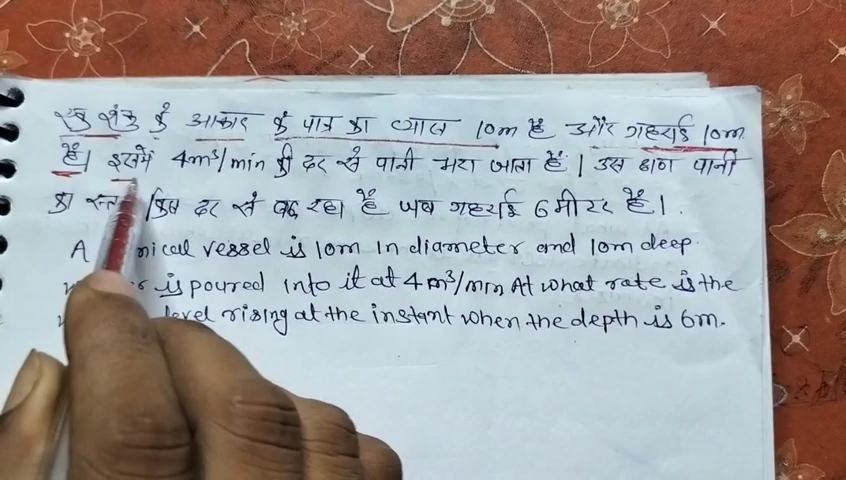 एक शंकु के आकार के पात्र का व्यास 10m है और गहराई 10m
है। इसमें 4m³/min की दर से पानी भरा जाता है। उस क्षण पानी
का किस दर से बढ़ रहा है जब गहराई 6 मीटर है।
A nical vessel is 10m in diameter and 10m deep.
is poured into it at 4m³/min At what rate is the
level rising at the instant when the depth is 6m.